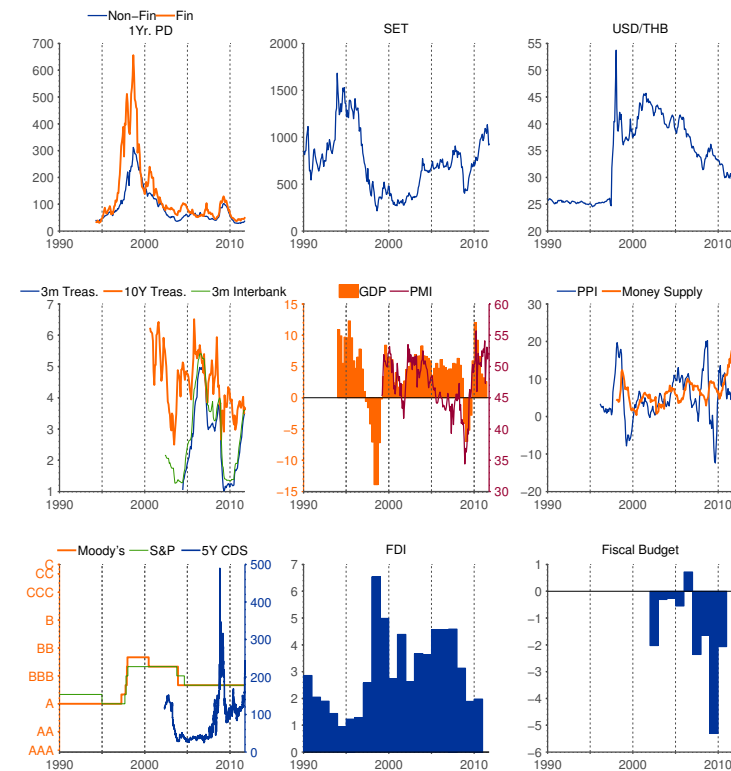 Non−Fin Fin
1Yr. PD
700
600
500
400
300
200
100
0
1990 2000 2010
SET
2000
1500
1000
500
0
1990 2000 2010
USD/THB
55
50
45
40
35
30
25
20
1990 2000 2010
3m Treas. 10Y Treas. 3m Interbank
7
6
5
4
3
2
1
1990 2000 2010
GDP PMI
15
10
5
0
−5
−10
−15
60
55
50
45
40
35
30
1990 2000 2010
PPI Money Supply
30
20
10
0
−10
−20
1990 2000 2010
Moody's S&P 5Y CDS
C
CC
CCC
B
BB
BBB
A
AA
AAA
500
400
300
200
100
0
1990 2000 2010
FDI
7
6
5
4
3
2
1
0
1990 2000 2010
Fiscal Budget
1
0
−1
−2
−3
−4
−5
−6
1990 2000 2010